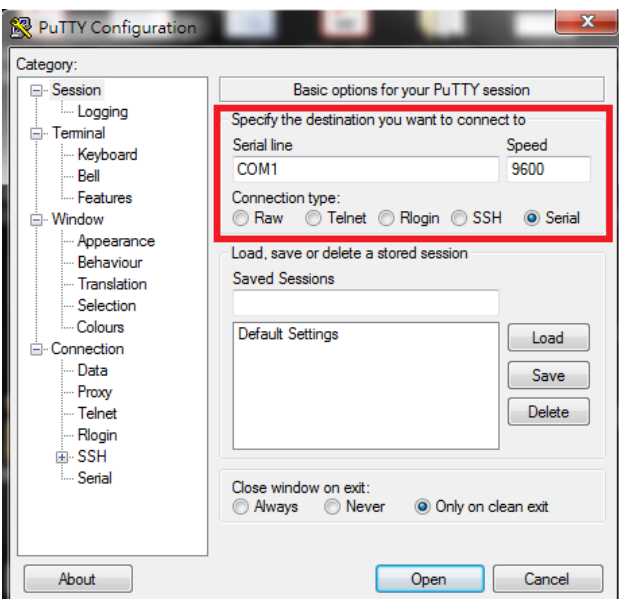 PuTTY Configuration
Category:
Session
Logging
Terminal
Keyboard
Bell
Features
Window
Appearance
Behaviour
Translation
Selection
Colours
Connection
Data
Proxy
Telnet
Rlogin
SSH
Serial
Basic options for your PuTTY session
Specify the destination you want to connect to
Serial line Speed
COM1 9600
Connection type:
Raw Telnet Rlogin SSH Serial
Load, save or delete a stored session
Saved Sessions
Default Settings
Load
Save
Delete
Close window on exit:
Always Never Only on clean exit
About Open Cancel